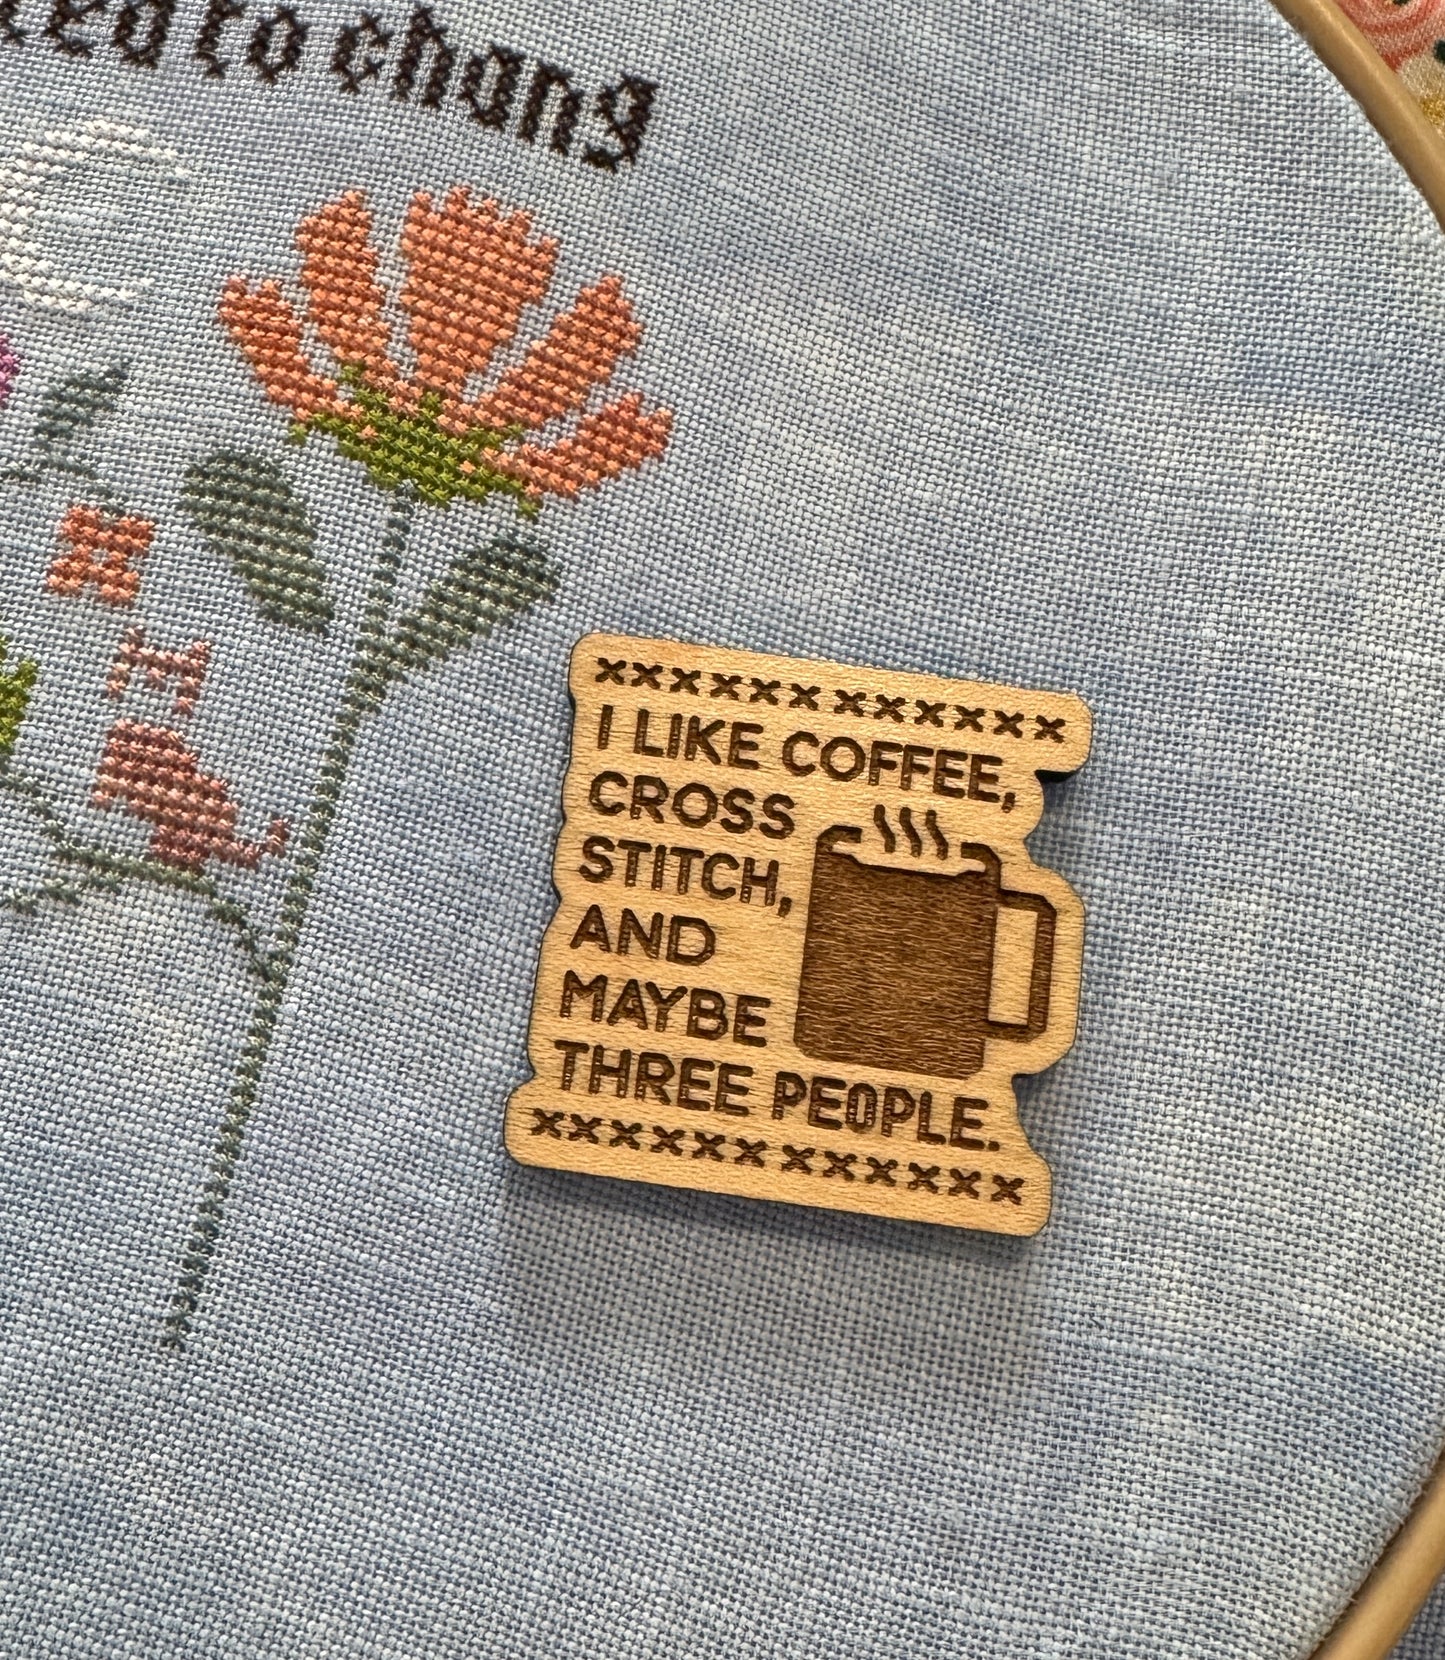 I LIKE COFFEE,
CROSS
STITCH,
AND
MAYBE
THREE PEOPLE.